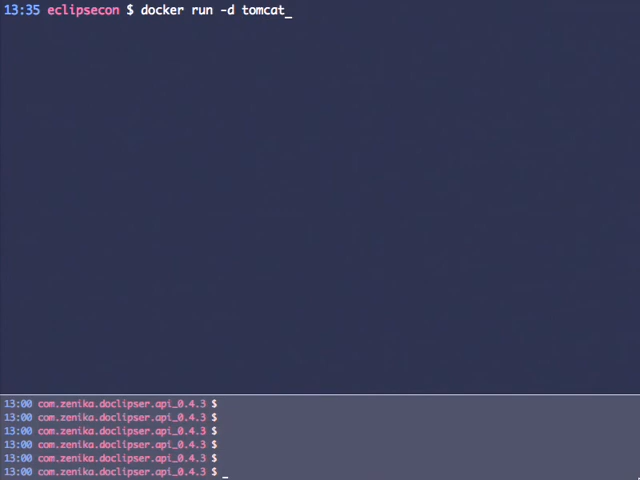 13:35 eclipsecon $ docker run -d tomcat_
13:00 com.zenika.doclipser.api_0.4.3 $
13:00 com.zenika.doclipser.api_0.4.3 $
13:00 com.zenika.doclipser.api_0.4.3 $
13:00 com.zenika.doclipser.api_0.4.3 $
13:00 com.zenika.doclipser.api_0.4.3 $
13:00 com.zenika.doclipser.api_0.4.3 $ _